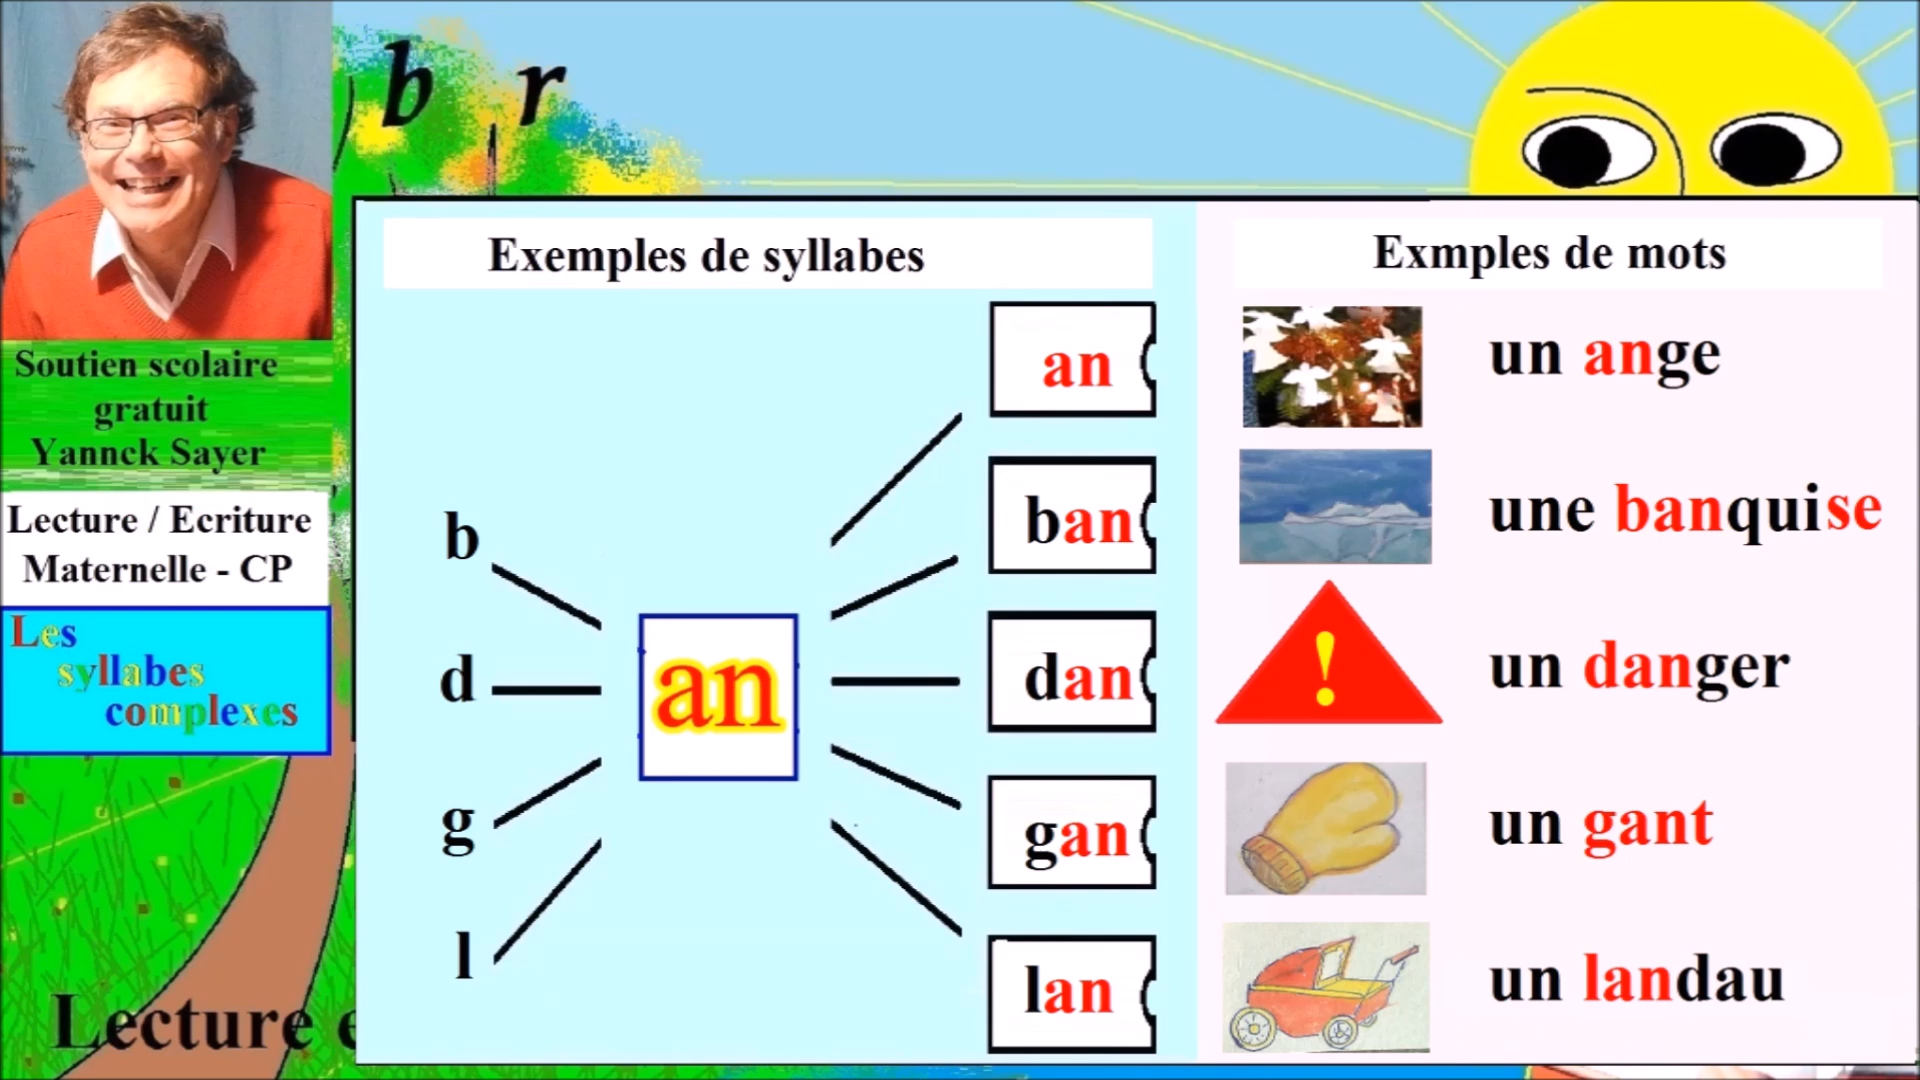 b r
Soutien scolaire
gratuit
Yannck Sayer
Lecture / Ecriture
Maternelle - CP
Les
syllabes
complexes
Lecture e
Exemples de syllabes
b
d
g
l
an
an
ban
dan
gan
lan
Exmples de mots
un ange
une banquise
!
un danger
un gant
un landau